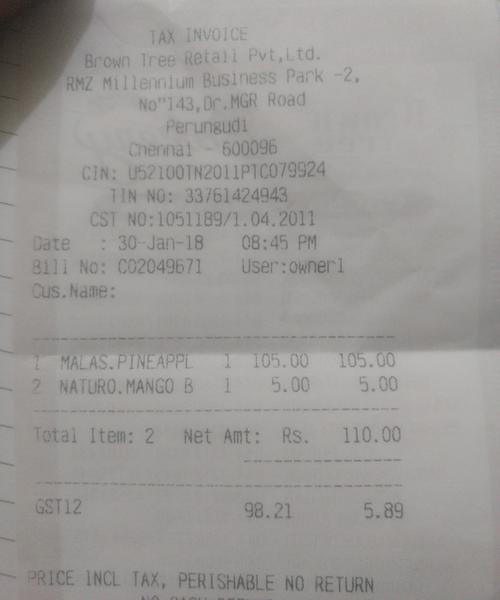 TAX INVOICE
Brown Tree Retail Pvt,Ltd.
RMZ Millennium Business Park -2,
No"143,Dr.MGR Road
Perungudi
Chennai - 600096
CIN: U52100TN2011PTC079924
TIN NO: 33761424943
CST NO:1051189/1.04.2011
Date : 30-Jan-18 08:45 PM
Bill No: C02049671 User:owner1
Cus.Name:
1 MALAS.PINEAPPL 1 105.00 105.00
2 NATURO.MANGO B 1 5.00 5.00
Total Item: 2 Net Amt: Rs. 110.00
GST12 98.21 5.89
PRICE INCL TAX, PERISHABLE NO RETURN